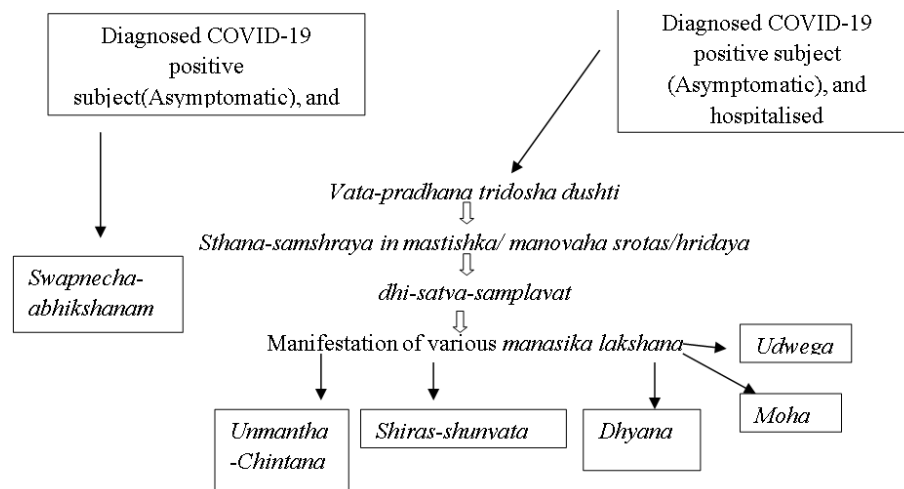 Diagnosed COVID-19
positive
subject(Asymptomatic), and
Diagnosed COVID-19
positive subject
(Asymptomatic), and
hospitalised
Vata-pradhana tridosha dushti
Sthana-samshraya in mastishka/ manovaha srotas/hridaya
dhi-satva-samplavat
Manifestation of various manasika lakshana
Swapnecha-
abhikshanam
Udwega
Moha
Unmantha
-Chintana
Shiras-shunyata
Dhyana